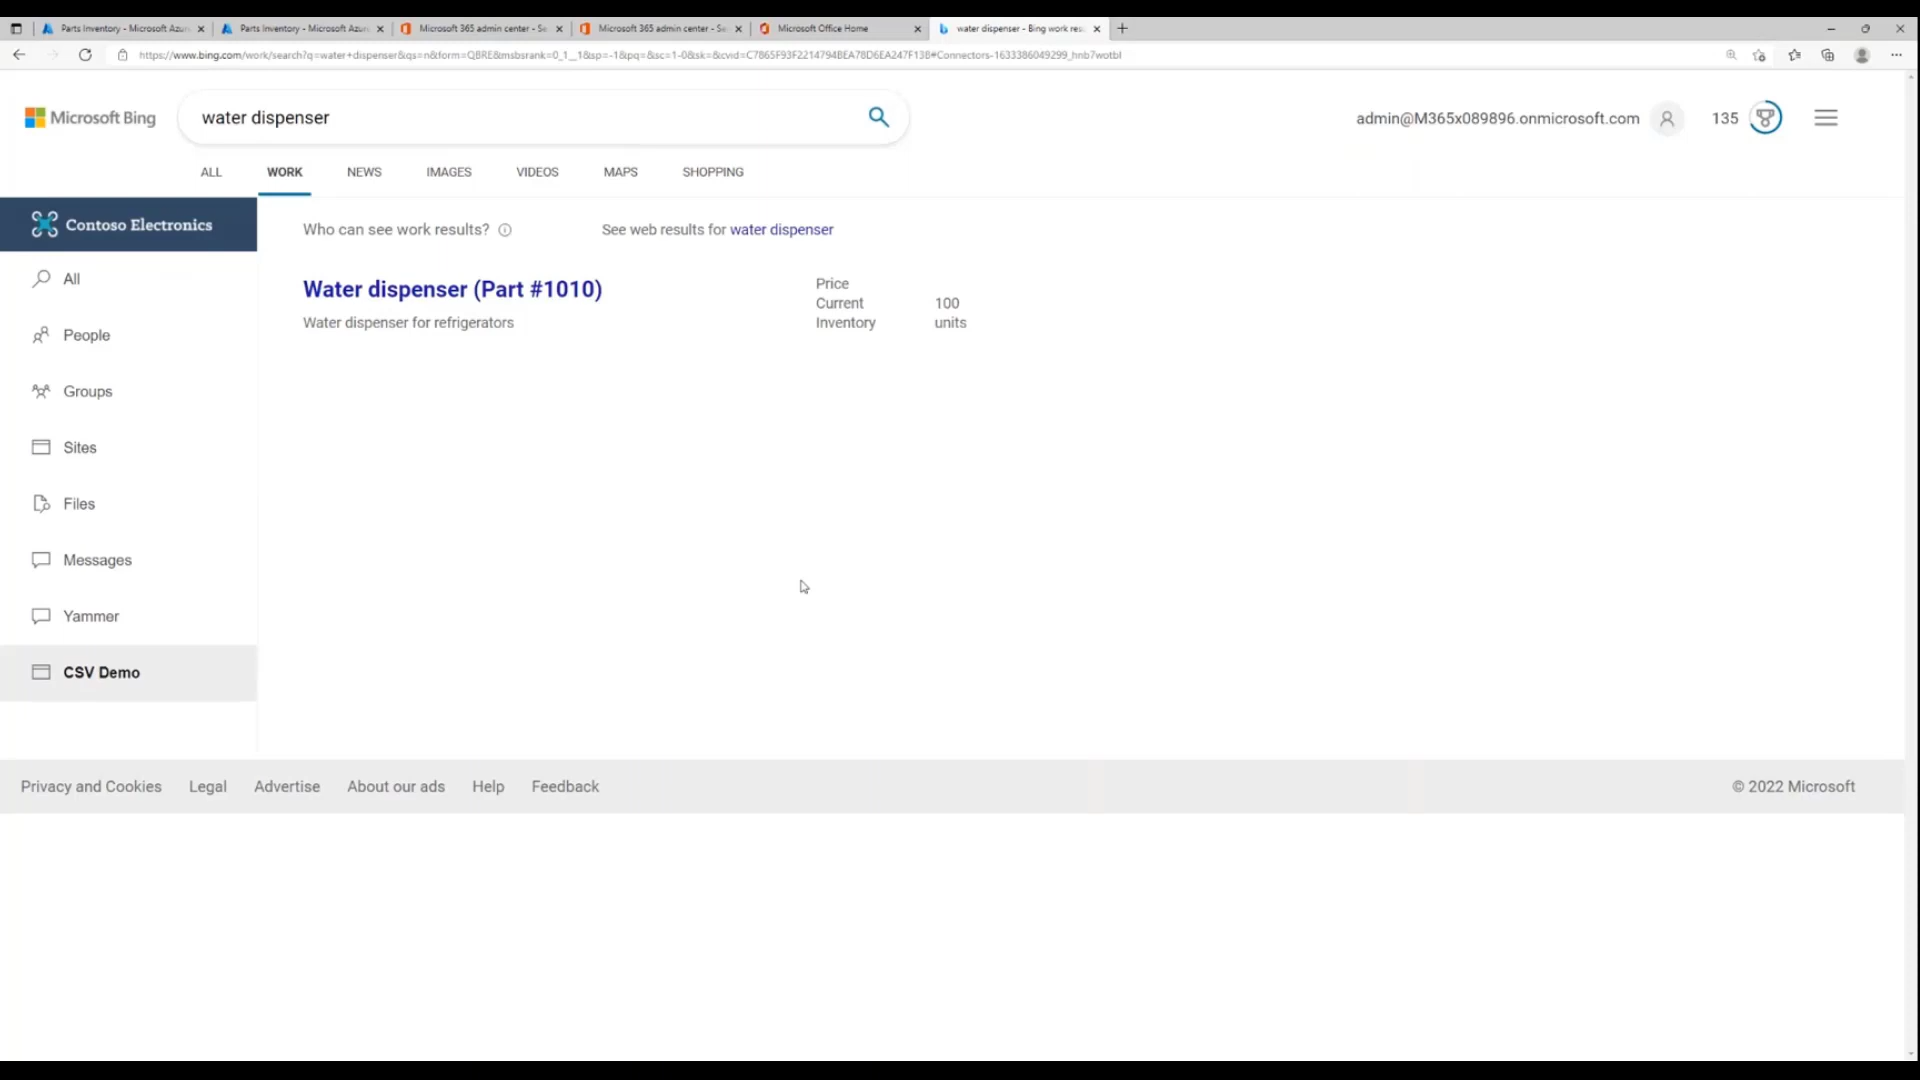 Parts Inventory - Microsoft Azur
Parts Inventory - Microsoft Azur
Microsoft 365 admin center - Se
Microsoft 365 admin center - Se
Microsoft Office Home
water dispenser - Bing work res
https://www.bing.com/work/search?q=water+dispenser&qs=n&form=QBRE&msbsrank=0_1__1&sp=-1&pq=&sc=1-0&sk=&cvid=C7865F93F2214794BEA78D6EA247F13B#Connectors-1633386049299_hnb7wotbl
Microsoft Bing
water dispenser
admin@M365x089896.onmicrosoft.com
135
ALL
WORK
NEWS
IMAGES
VIDEOS
MAPS
SHOPPING
Contoso Electronics
Who can see work results?
See web results for water dispenser
All
People
Groups
Sites
Files
Messages
Yammer
CSV Demo
Water dispenser (Part #1010)
Water dispenser for refrigerators
Price
Current 100
Inventory units
Privacy and Cookies
Legal
Advertise
About our ads
Help
Feedback
© 2022 Microsoft